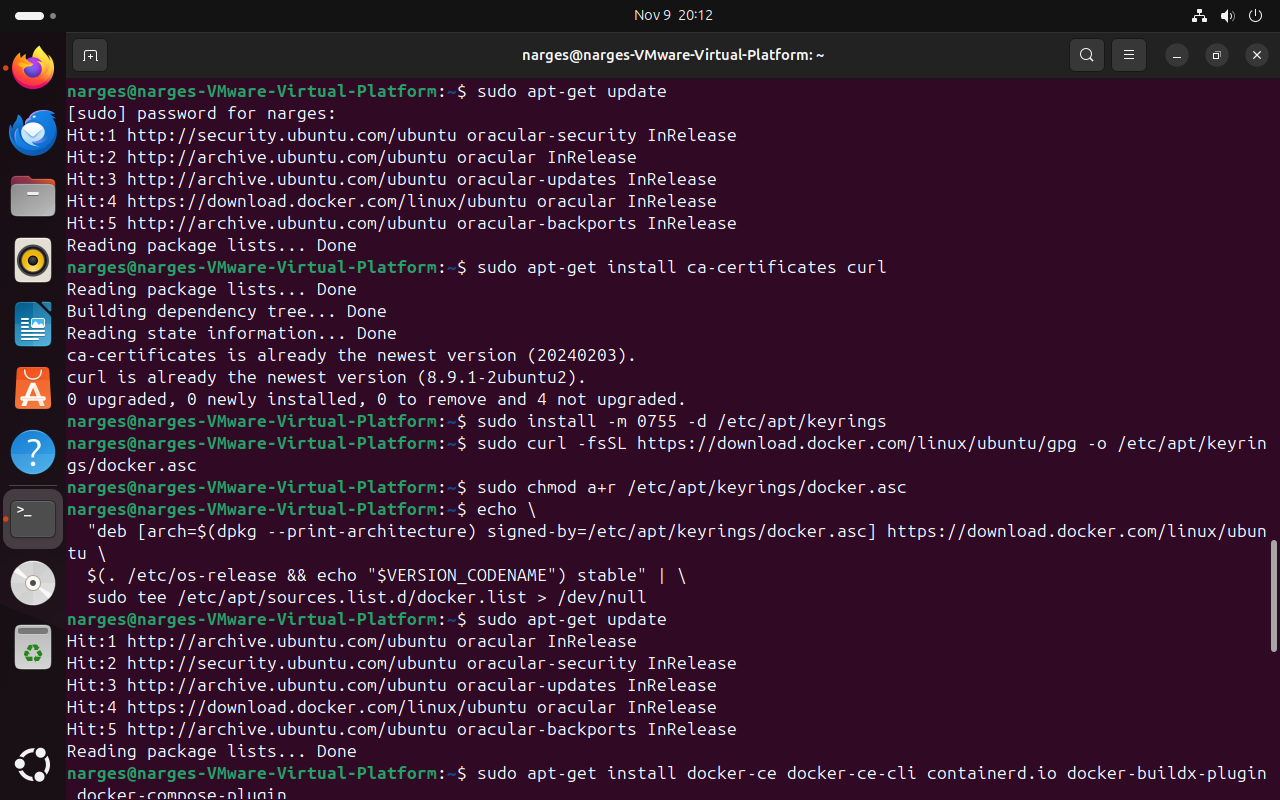 Nov 9 20:12
narges@narges-VMware-Virtual-Platform: ~
narges@narges-VMware-Virtual-Platform:~$ sudo apt-get update
[sudo] password for narges:
Hit:1 http://security.ubuntu.com/ubuntu oracular-security InRelease
Hit:2 http://archive.ubuntu.com/ubuntu oracular InRelease
Hit:3 http://archive.ubuntu.com/ubuntu oracular-updates InRelease
Hit:4 https://download.docker.com/linux/ubuntu oracular InRelease
Hit:5 http://archive.ubuntu.com/ubuntu oracular-backports InRelease
Reading package lists... Done
narges@narges-VMware-Virtual-Platform:~$ sudo apt-get install ca-certificates curl
Reading package lists... Done
Building dependency tree... Done
Reading state information... Done
ca-certificates is already the newest version (20240203).
curl is already the newest version (8.9.1-2ubuntu2).
0 upgraded, 0 newly installed, 0 to remove and 4 not upgraded.
narges@narges-VMware-Virtual-Platform:~$ sudo install -m 0755 -d /etc/apt/keyrings
narges@narges-VMware-Virtual-Platform:~$ sudo curl -fsSL https://download.docker.com/linux/ubuntu/gpg -o /etc/apt/keyrin
gs/docker.asc
narges@narges-VMware-Virtual-Platform:~$ sudo chmod a+r /etc/apt/keyrings/docker.asc
narges@narges-VMware-Virtual-Platform:~$ echo \
  "deb [arch=$(dpkg --print-architecture) signed-by=/etc/apt/keyrings/docker.asc] https://download.docker.com/linux/ubun
tu \
  $(. /etc/os-release && echo "$VERSION_CODENAME") stable" | \
  sudo tee /etc/apt/sources.list.d/docker.list > /dev/null
narges@narges-VMware-Virtual-Platform:~$ sudo apt-get update
Hit:1 http://archive.ubuntu.com/ubuntu oracular InRelease
Hit:2 http://security.ubuntu.com/ubuntu oracular-security InRelease
Hit:3 http://archive.ubuntu.com/ubuntu oracular-updates InRelease
Hit:4 https://download.docker.com/linux/ubuntu oracular InRelease
Hit:5 http://archive.ubuntu.com/ubuntu oracular-backports InRelease
Reading package lists... Done
narges@narges-VMware-Virtual-Platform:~$ sudo apt-get install docker-ce docker-ce-cli containerd.io docker-buildx-plugin
 docker-compose-plugin